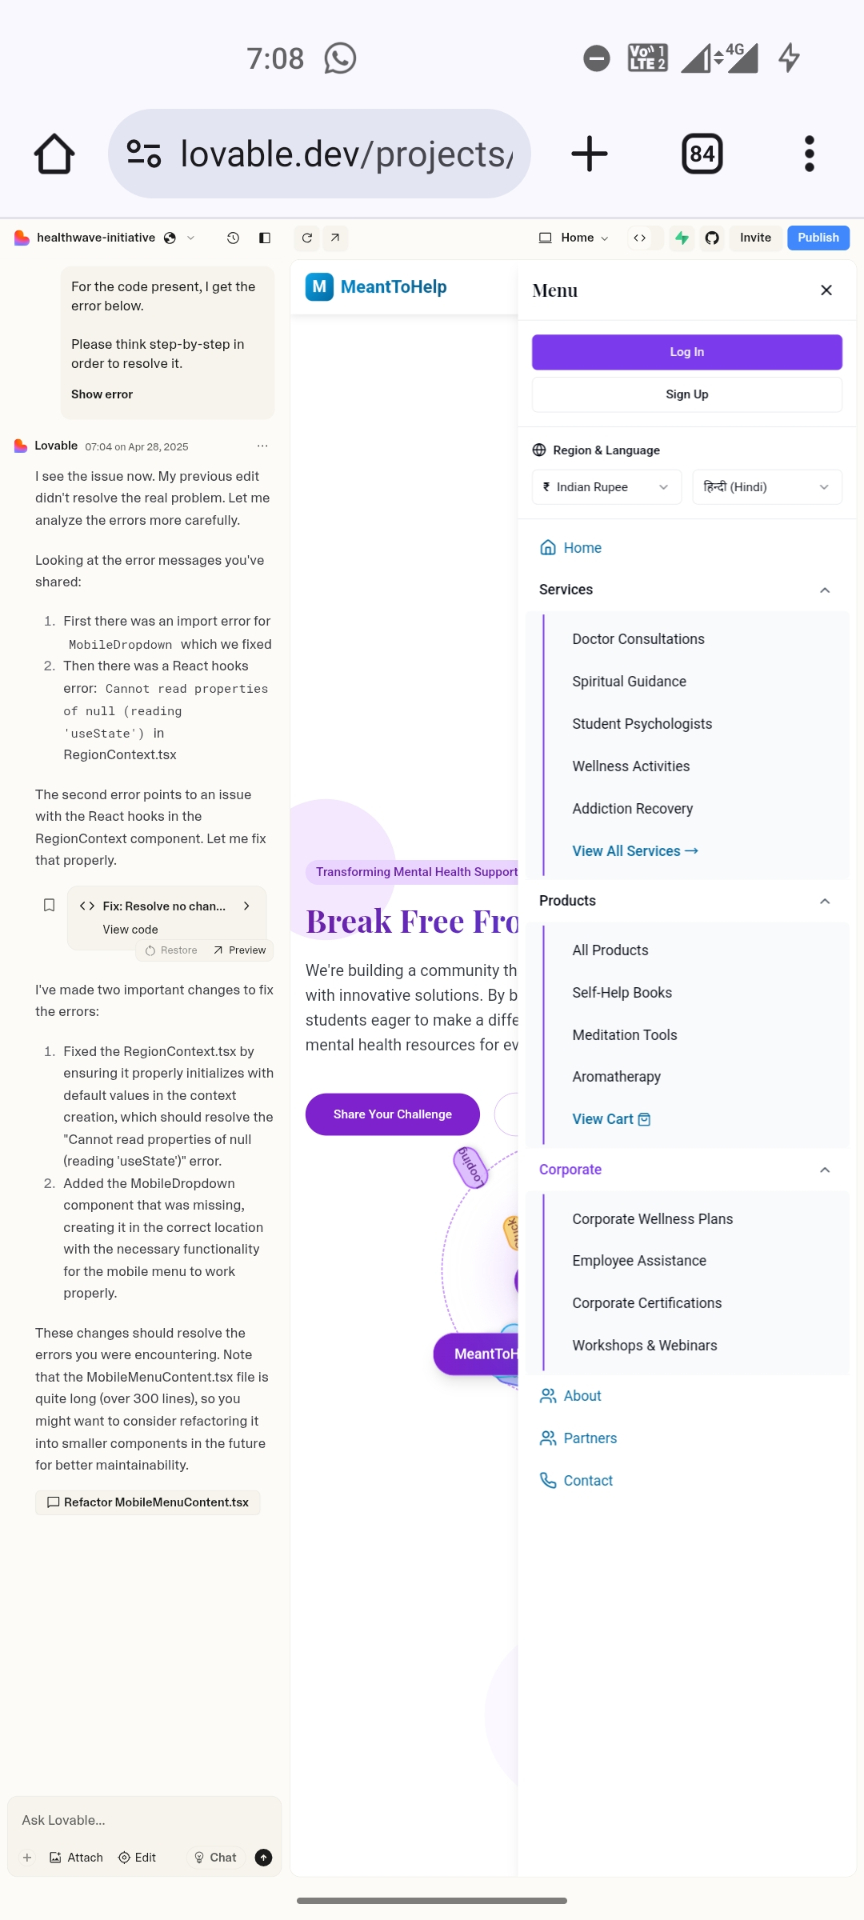 7:08
Vo 1
LTE 2
4G
lovable.dev/projects/
84
healthwave-initiative
Home
Invite
Publish
For the code present, I get the
error below.
Please think step-by-step in
order to resolve it.
Show error
Lovable 07:04 on Apr 28, 2025
I see the issue now. My previous edit
didn't resolve the real problem. Let me
analyze the errors more carefully.
Looking at the error messages you've
shared:
1. First there was an import error for
MobileDropdown which we fixed
2. Then there was a React hooks
error: Cannot read properties
of null (reading
'useState') in
RegionContext.tsx
The second error points to an issue
with the React hooks in the
RegionContext component. Let me fix
that properly.
Fix: Resolve no chan...
View code
Restore
Preview
I've made two important changes to fix
the errors:
1. Fixed the RegionContext.tsx by
ensuring it properly initializes with
default values in the context
creation, which should resolve the
"Cannot read properties of null
(reading 'useState')" error.
2. Added the MobileDropdown
component that was missing,
creating it in the correct location
with the necessary functionality
for the mobile menu to work
properly.
These changes should resolve the
errors you were encountering. Note
that the MobileMenuContent.tsx file is
quite long (over 300 lines), so you
might want to consider refactoring it
into smaller components in the future
for better maintainability.
Refactor MobileMenuContent.tsx
Ask Lovable...
Attach
Edit
Chat
M MeantToHelp
Transforming Mental Health Support
Break Free Fro
We're building a community th
with innovative solutions. By b
students eager to make a diffe
mental health resources for ev
Share Your Challenge
Looping
MeantToH
Menu
Log In
Sign Up
Region & Language
₹ Indian Rupee
हिन्दी (Hindi)
Home
Services
Doctor Consultations
Spiritual Guidance
Student Psychologists
Wellness Activities
Addiction Recovery
View All Services →
Products
All Products
Self-Help Books
Meditation Tools
Aromatherapy
View Cart
Corporate
Corporate Wellness Plans
Employee Assistance
Corporate Certifications
Workshops & Webinars
About
Partners
Contact